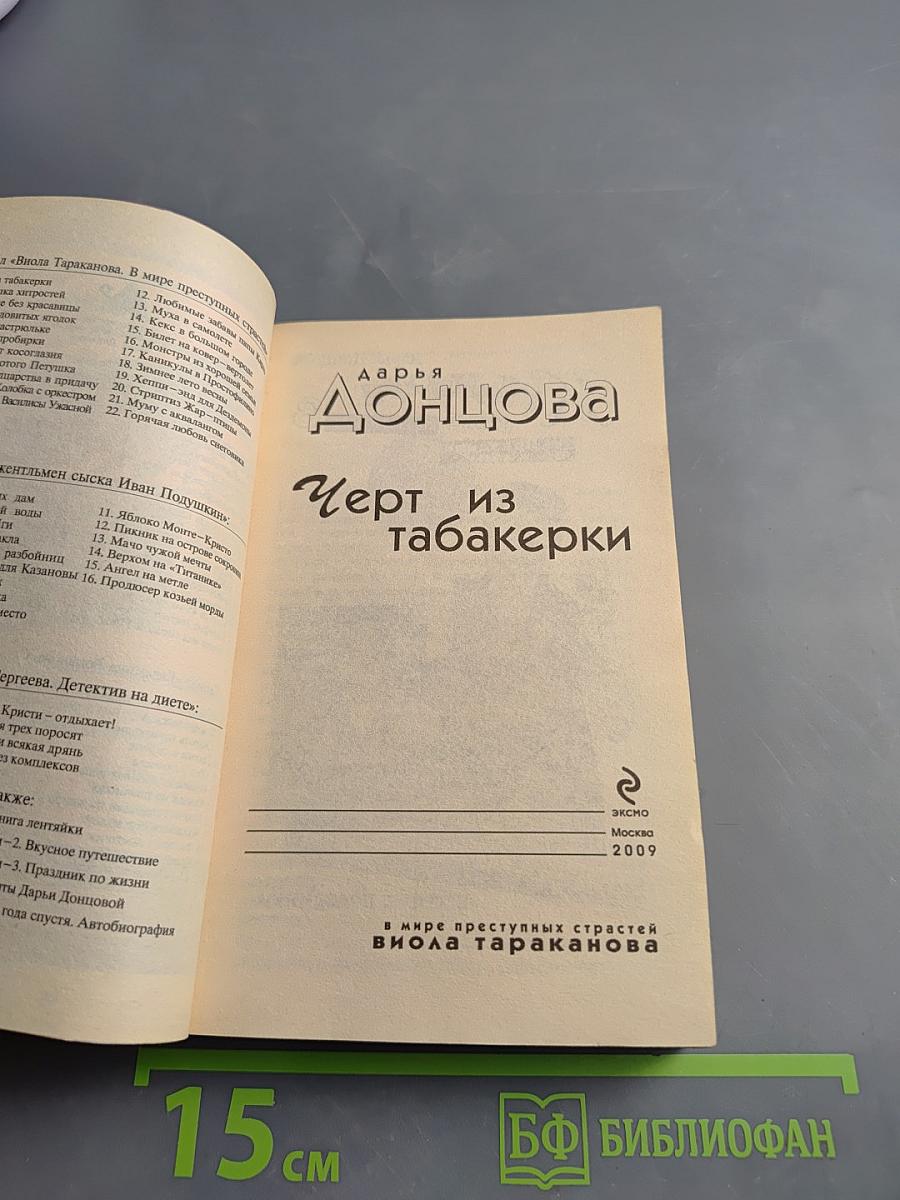 л «Виола Тараканова. В мире преступных страстей
табакерки
ка хитростей
е без красавицы
довитых ягодок
астрюльке
пробирки
т косоглазия
отого Петушка
царства в придачу
Колобка с оркестром
Василисы Ужасной
12. Любимые забавы папы
13. Муха в самолете
14. Кекс в большом городе
15. Билет на ковер-вертолет
16. Монстры из хорошей семьи
17. Каникулы в Простофилино
18. Зимнее лето весны
19. Хеппи-энд для Дездемоны
20. Стриптиз Жар-птицы
21. Муму с аквалангом
22. Горячая любовь снеговика
жентльмен сыска Иван Подушкин»:
их дам
й воды
Яги
акла
разбойниц
для Казановы
ка
место
11. Яблоко Монте-Кристо
12. Пикник на острове сокровищ
13. Мачо чужой мечты
14. Верхом на «Титанике»
15. Ангел на метле
16. Продюсер козьей морды
Сергеева. Детектив на диете»:
Кристи – отдыхает!
я трех поросят
и всякая дрянь
ез комплексов
акже:
нига лентяйки
и-2. Вкусное путешествие
и-3. Праздник по жизни
ты Дарьи Донцовой
года спустя. Автобиография
дарья
Донцова
Черт из
табакерки
эксмо
Москва
2009
в мире преступных страстей
виола тараканова
15 см
БФ БИБЛИОФАН